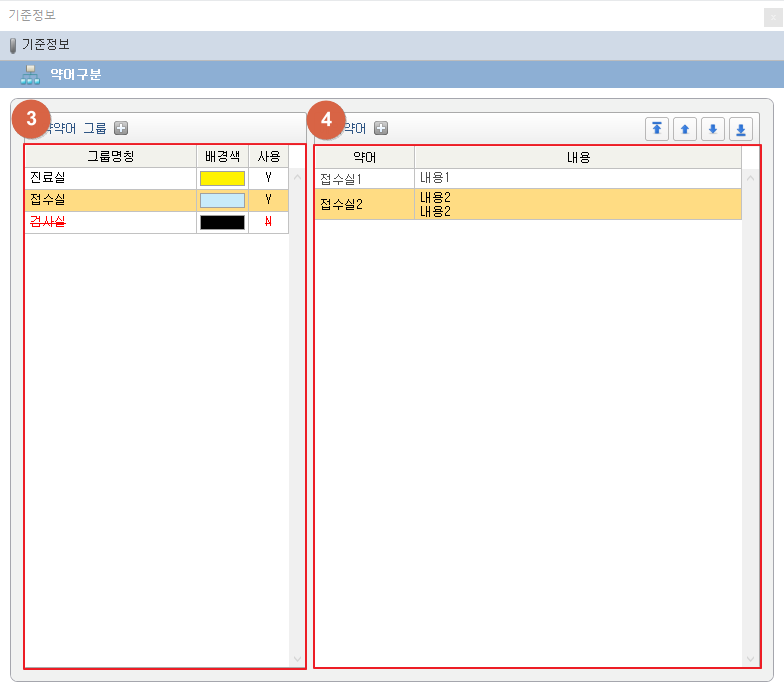 기준정보
x
기준정보
약어구분
3
약어 그룹
4
약어
그룹명칭 배경색 사용
진료실 Y
접수실 Y
검사실 N
약어 내용
접수실1 내용1
접수실2 내용2
내용2